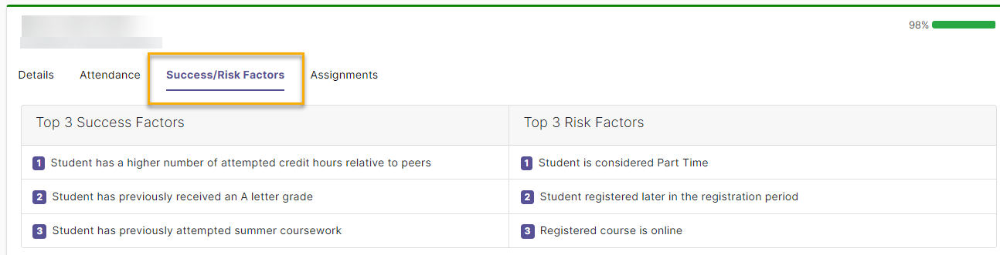 98%
Details Attendance Success/Risk Factors Assignments
Top 3 Success Factors Top 3 Risk Factors
1 Student has a higher number of attempted credit hours relative to peers 1 Student is considered Part Time
2 Student has previously received an A letter grade 2 Student registered later in the registration period
3 Student has previously attempted summer coursework 3 Registered course is online